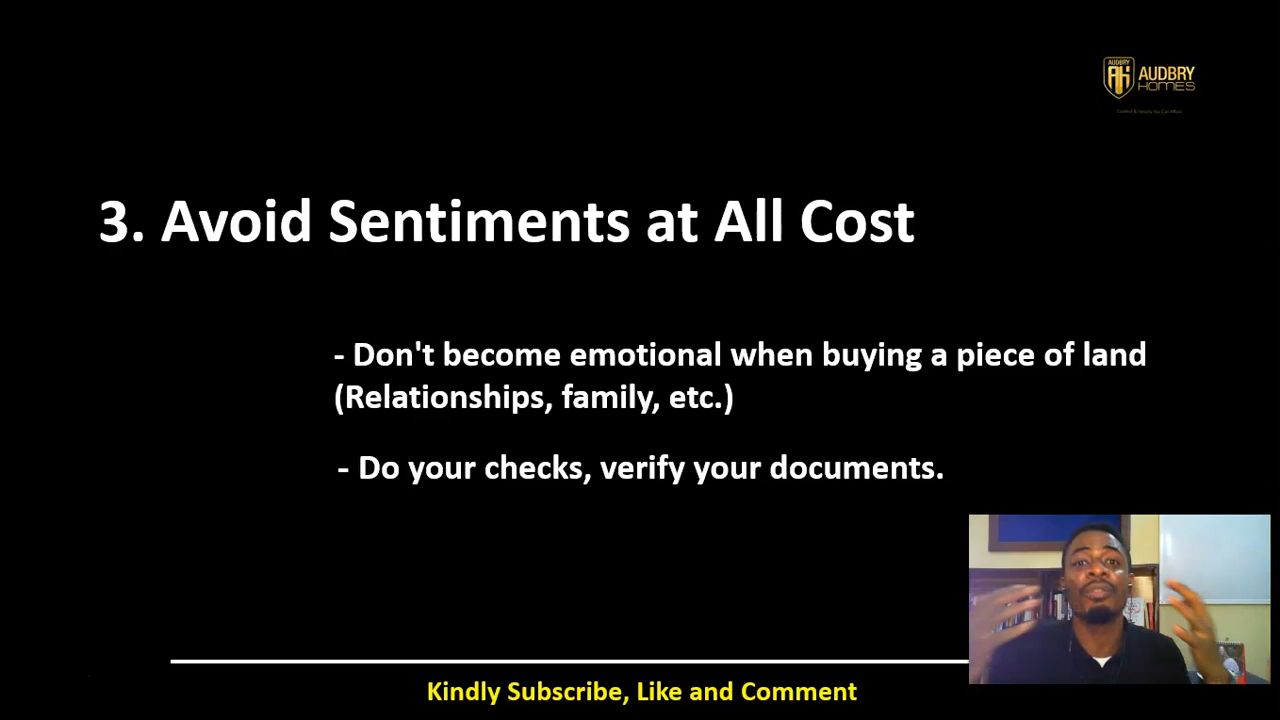 AUDBRY
AUDBRY
HOMES
3. Avoid Sentiments at All Cost
- Don't become emotional when buying a piece of land
(Relationships, family, etc.)
- Do your checks, verify your documents.
Kindly Subscribe, Like and Comment